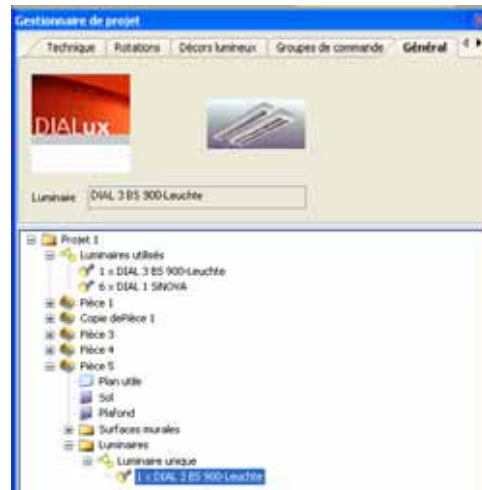 Gestionnaire de projet
Technique Rotations Décors lumineux Groupes de commande Général
DIALux
Luminaire DIAL 3 BS 900-Leuchte
Projet 1
Luminaires utilisés
1 x DIAL 3 BS 900-Leuchte
6 x DIAL 1 SINOVA
Pièce 1
Copie dePièce 1
Pièce 3
Pièce 4
Pièce 5
Plan utile
Sol
Plafond
Surfaces murales
Luminaires
Luminaire unique
1 x DIAL 3 BS 900-Leuchte